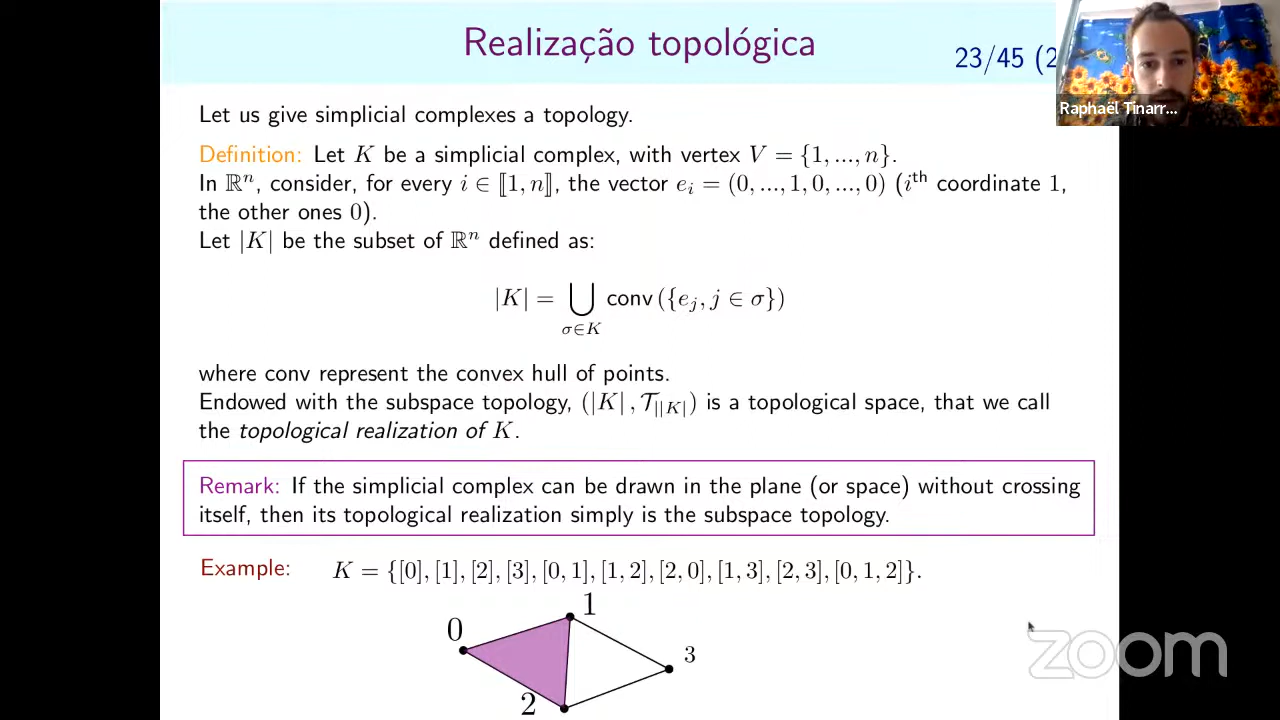 Realização topológica
23/45 (2
Raphaël Tinarr...
Let us give simplicial complexes a topology.
Definition: Let K be a simplicial complex, with vertex V = {1, ..., n}.
In ℝⁿ, consider, for every i ∈ ⟦1, n⟧, the vector eᵢ = (0, ..., 1, 0, ..., 0) (iᵗʰ coordinate 1,
the other ones 0).
Let |K| be the subset of ℝⁿ defined as:
|K| = ⋃ conv ({eⱼ, j ∈ σ})
σ∈K
where conv represent the convex hull of points.
Endowed with the subspace topology, (|K| , 𝒯_{||K|}) is a topological space, that we call
the topological realization of K.
Remark: If the simplicial complex can be drawn in the plane (or space) without crossing
itself, then its topological realization simply is the subspace topology.
Example: K = {[0], [1], [2], [3], [0, 1], [1, 2], [2, 0], [1, 3], [2, 3], [0, 1, 2]}.
1
0
3
2
zoom